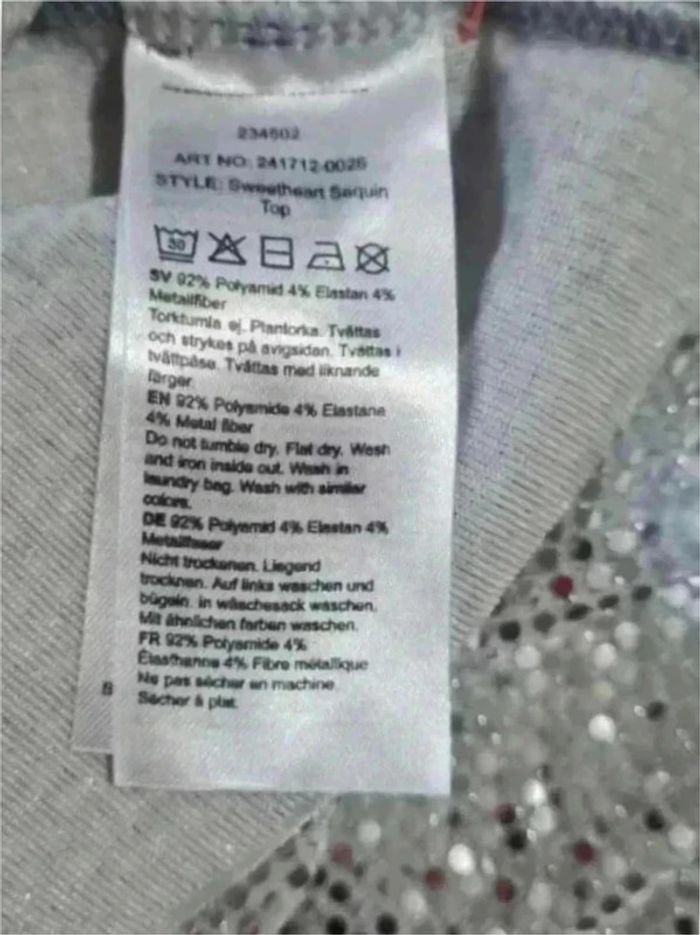 234502
ART NO: 241712-0026
STYLE: Sweetheart Sequin
Top
30
SV 92% Polyamid 4% Elastan 4%
Metallfiber
Torktumla ej. Plantorka. Tvättas
och strykes på avigsidan. Tvättas i
tvättpåse. Tvättas med liknande
färger.
EN 92% Polyamide 4% Elastane
4% Metal fiber
Do not tumble dry. Flat dry. Wash
and iron inside out. Wash in
laundry bag. Wash with similar
colors.
DE 92% Polyamid 4% Elastan 4%
Metallfaser
Nicht trocknen. Liegend
trocknen. Auf links waschen und
bügeln. in wäschesack waschen.
Mit ähnlichen farben waschen.
FR 92% Polyamide 4%
Élasthanne 4% Fibre métallique
Ne pas sécher en machine.
Sécher à plat.